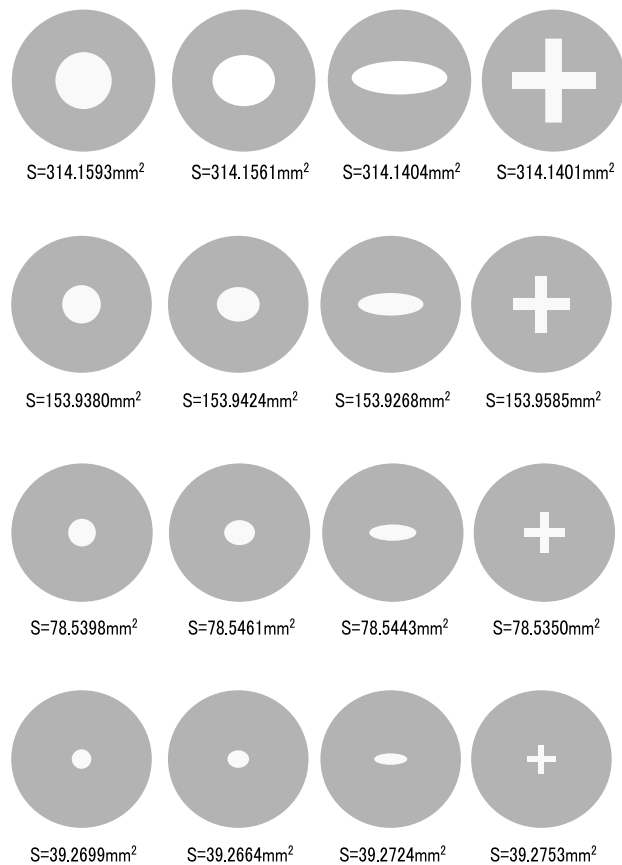 S=314.1593mm² S=314.1561mm² S=314.1404mm² S=314.1401mm²
S=153.9380mm² S=153.9424mm² S=153.9268mm² S=153.9585mm²
S=78.5398mm² S=78.5461mm² S=78.5443mm² S=78.5350mm²
S=39.2699mm² S=39.2664mm² S=39.2724mm² S=39.2753mm²